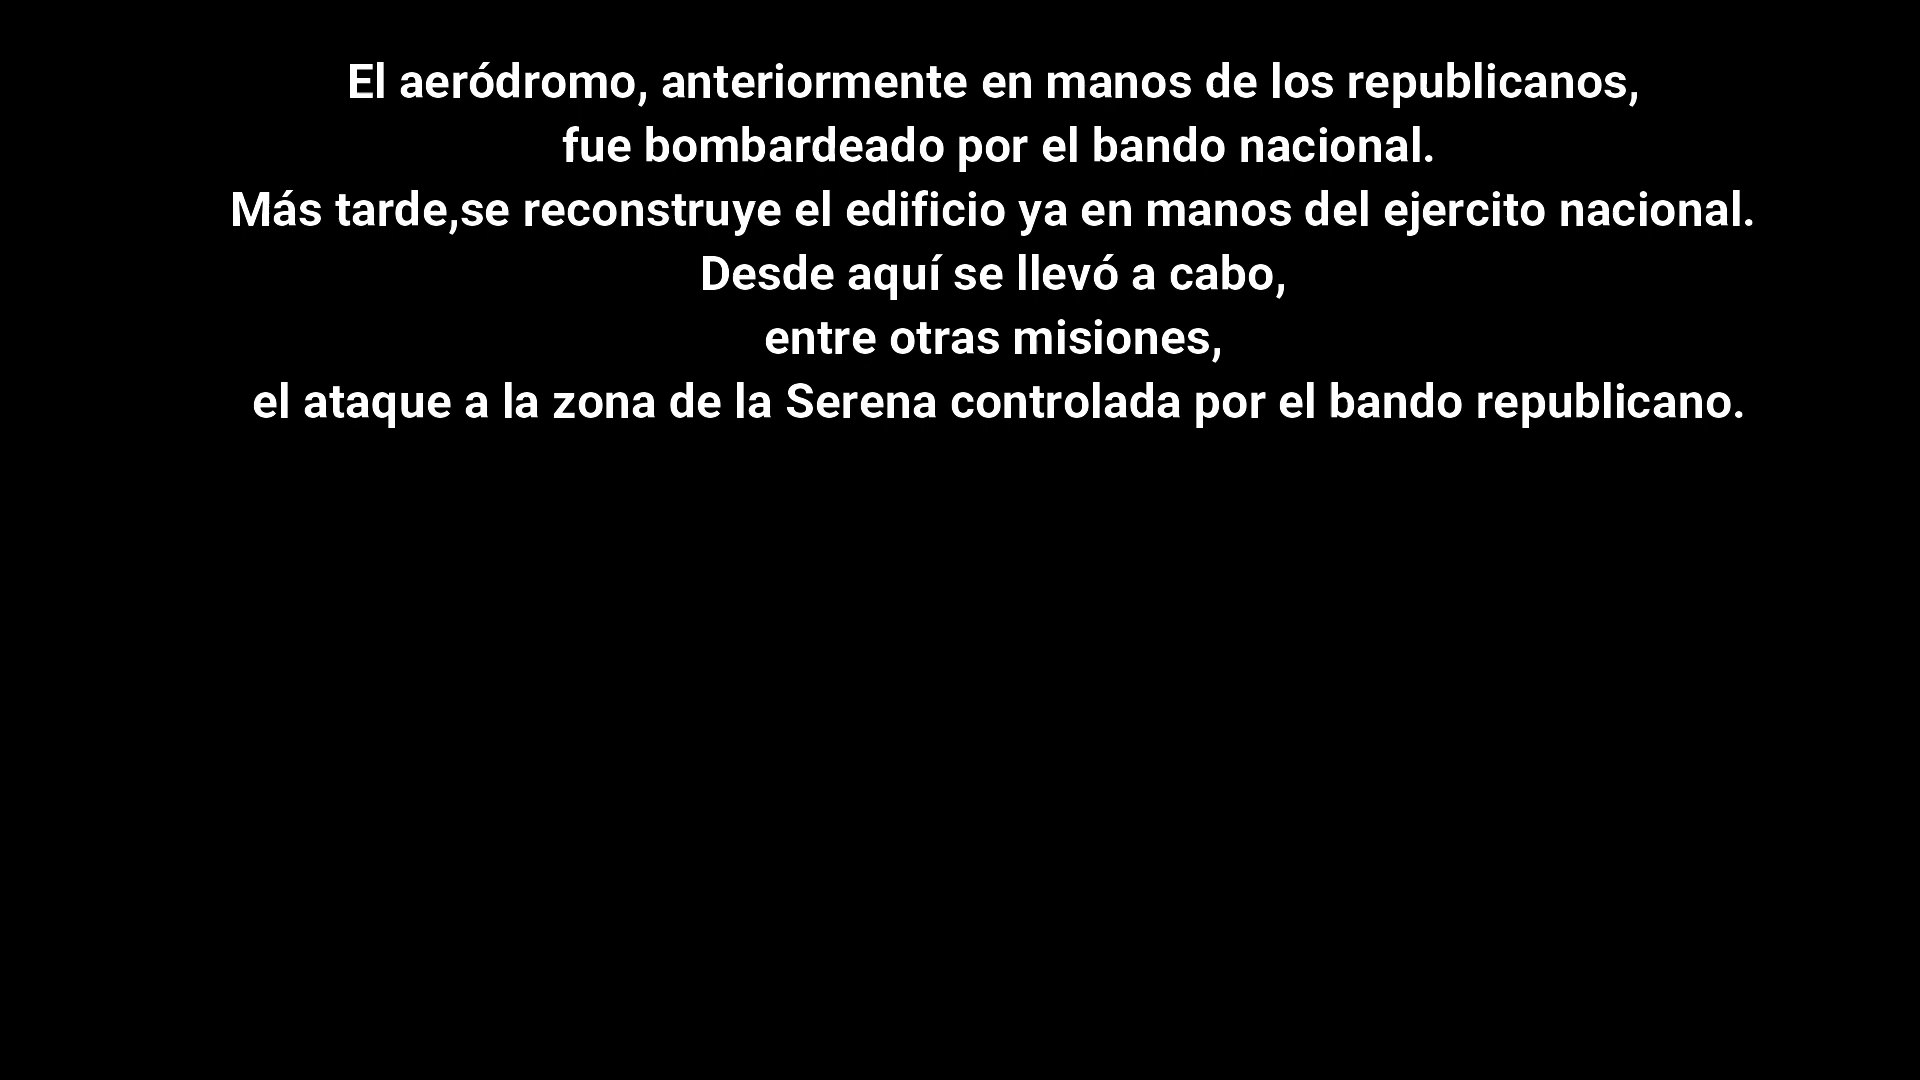 El aeródromo, anteriormente en manos de los republicanos,
fue bombardeado por el bando nacional.
Más tarde,se reconstruye el edificio ya en manos del ejercito nacional.
Desde aquí se llevó a cabo,
entre otras misiones,
el ataque a la zona de la Serena controlada por el bando republicano.